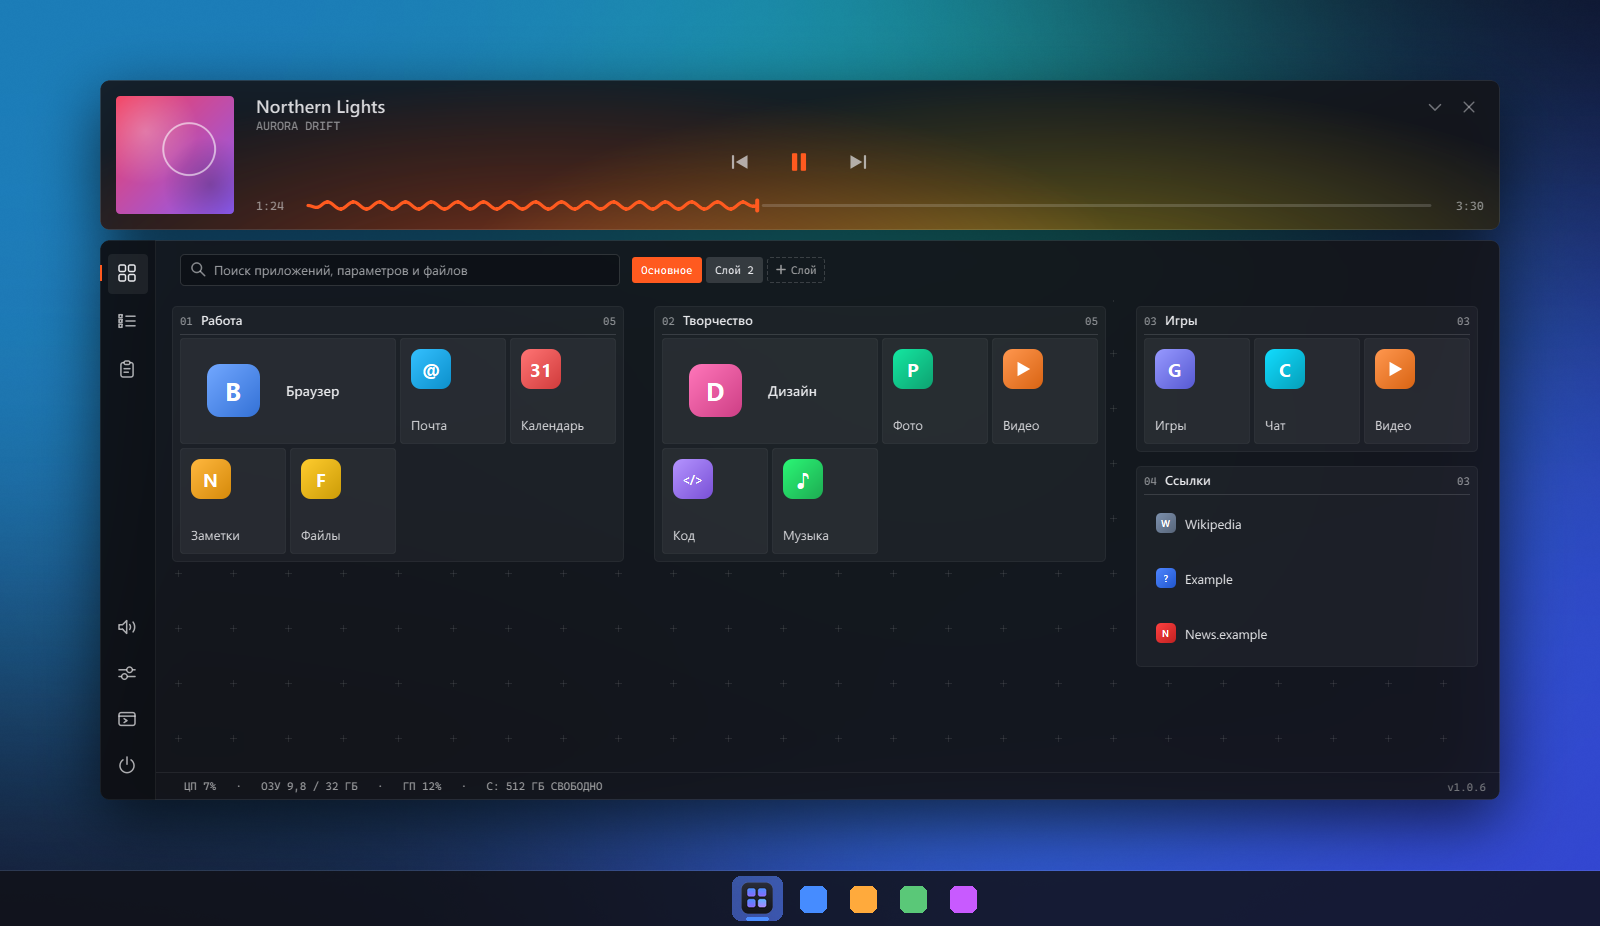 Northern Lights
AURORA DRIFT
1:24
3:30
Поиск приложений, параметров и файлов
Основное
Слой 2
+ Слой
01 Работа 05
B Браузер
@ Почта
31 Календарь
N Заметки
F Файлы
02 Творчество 05
D Дизайн
P Фото
Видео
</> Код
Музыка
03 Игры 03
G Игры
C Чат
Видео
04 Ссылки 03
W Wikipedia
? Example
N News.example
ЦП 7% · ОЗУ 9,8 / 32 ГБ · ГП 12% · C: 512 ГБ СВОБОДНО
v1.0.6